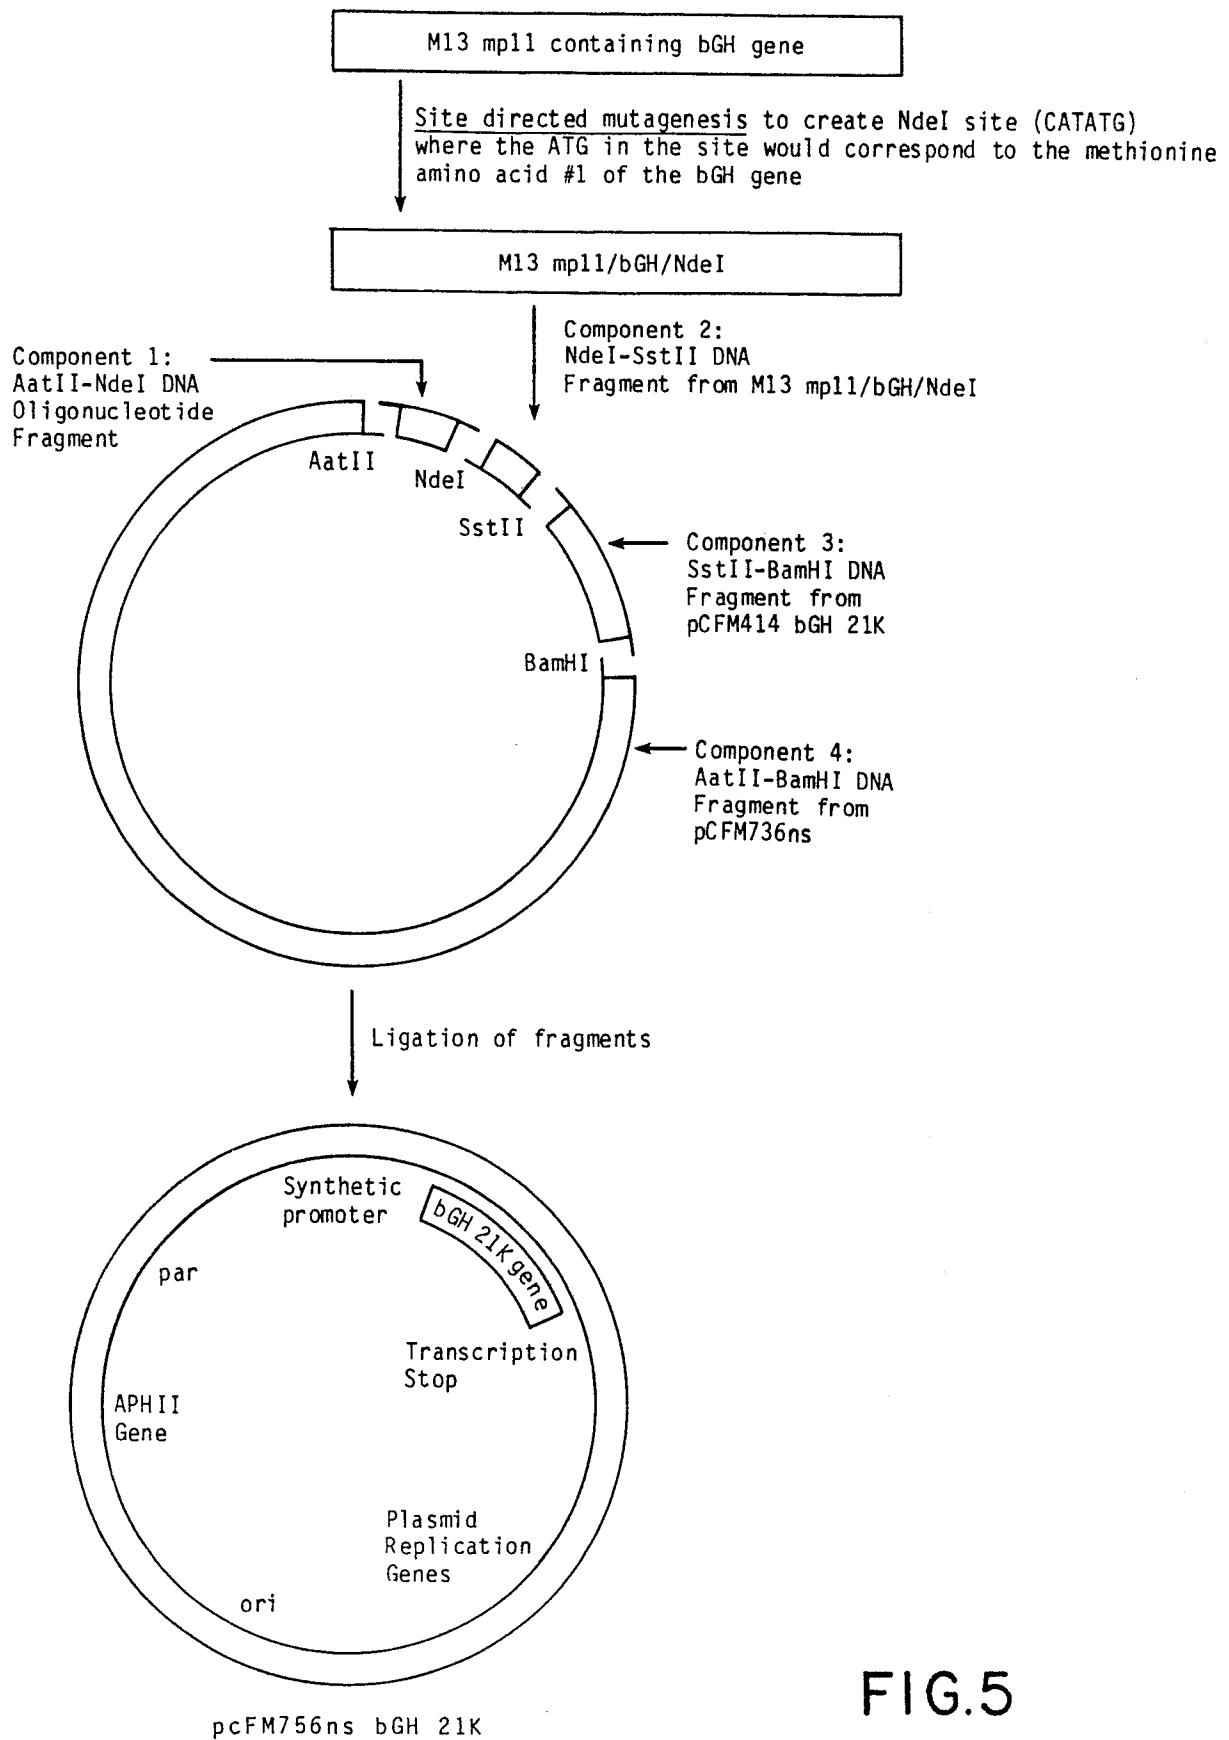 M13 mp11 containing bGH gene
Site directed mutagenesis to create NdeI site (CATATG)
where the ATG in the site would correspond to the methionine
amino acid #1 of the bGH gene
M13 mp11/bGH/NdeI
Component 1:
AatII-NdeI DNA
Oligonucleotide
Fragment
Component 2:
NdeI-SstII DNA
Fragment from M13 mp11/bGH/NdeI
AatII
NdeI
SstII
Component 3:
SstII-BamHI DNA
Fragment from
pCFM414 bGH 21K
BamHI
Component 4:
AatII-BamHI DNA
Fragment from
pCFM736ns
Ligation of fragments
Synthetic
promoter
bGH 21K gene
par
Transcription
Stop
APHII
Gene
Plasmid
Replication
Genes
ori
pcFM756ns bGH 21K
FIG.5